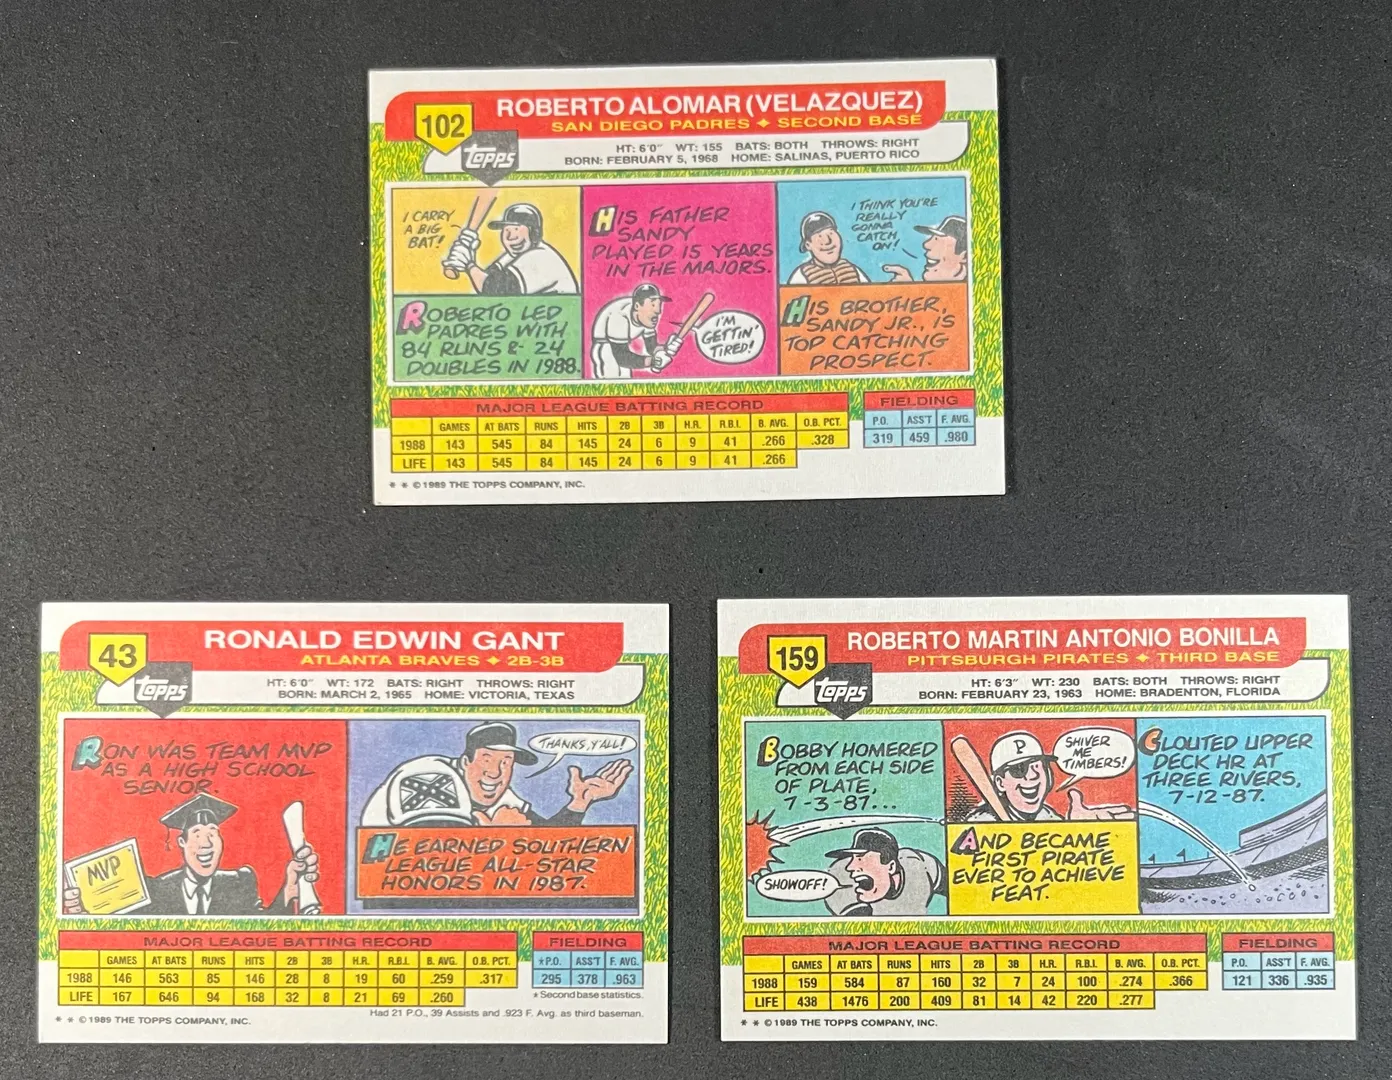 102
ROBERTO ALOMAR (VELAZQUEZ)
SAN DIEGO PADRES ✦ SECOND BASE
topps
HT: 6'0" WT: 155 BATS: BOTH THROWS: RIGHT
BORN: FEBRUARY 5, 1968 HOME: SALINAS, PUERTO RICO
I CARRY
A BIG
BAT!
ROBERTO LED
PADRES WITH
84 RUNS & 24
DOUBLES IN 1988.
HIS FATHER
SANDY
PLAYED 15 YEARS
IN THE MAJORS.
I'M
GETTIN'
TIRED!
I THINK YOU'RE
REALLY
GONNA
CATCH
ON!
HIS BROTHER,
SANDY JR., IS
TOP CATCHING
PROSPECT.
MAJOR LEAGUE BATTING RECORD
GAMES AT BATS RUNS HITS 2B 3B H.R. R.B.I. B. AVG. O.B. PCT.
1988 143 545 84 145 24 6 9 41 .266 .328
LIFE 143 545 84 145 24 6 9 41 .266
FIELDING
P.O. ASS'T F. AVG.
319 459 .980
* * © 1989 THE TOPPS COMPANY, INC.
43
RONALD EDWIN GANT
ATLANTA BRAVES ✦ 2B-3B
topps
HT: 6'0" WT: 172 BATS: RIGHT THROWS: RIGHT
BORN: MARCH 2, 1965 HOME: VICTORIA, TEXAS
RON WAS TEAM MVP
AS A HIGH SCHOOL
SENIOR.
MVP
THANKS, Y'ALL!
HE EARNED SOUTHERN
LEAGUE ALL-STAR
HONORS IN 1987.
MAJOR LEAGUE BATTING RECORD
GAMES AT BATS RUNS HITS 2B 3B H.R. R.B.I. B. AVG. O.B. PCT.
1988 146 563 85 146 28 8 19 60 .259 .317
LIFE 167 646 94 168 32 8 21 69 .260
FIELDING
*P.O. ASS'T F. AVG.
295 378 .963
* Second base statistics.
Had 21 P.O., 39 Assists and .923 F. Avg. as third baseman.
* * © 1989 THE TOPPS COMPANY, INC.
159
ROBERTO MARTIN ANTONIO BONILLA
PITTSBURGH PIRATES ✦ THIRD BASE
topps
HT: 6'3" WT: 230 BATS: BOTH THROWS: RIGHT
BORN: FEBRUARY 23, 1963 HOME: BRADENTON, FLORIDA
BOBBY HOMERED
FROM EACH SIDE
OF PLATE,
7-3-87...
SHOWOFF!
P
SHIVER
ME
TIMBERS!
AND BECAME
FIRST PIRATE
EVER TO ACHIEVE
FEAT.
CLOUTED UPPER
DECK HR AT
THREE RIVERS,
7-12-87.
MAJOR LEAGUE BATTING RECORD
GAMES AT BATS RUNS HITS 2B 3B H.R. R.B.I. B. AVG. O.B. PCT.
1988 159 584 87 160 32 7 24 100 .274 .366
LIFE 438 1476 200 409 81 14 42 220 .277
FIELDING
P.O. ASS'T F. AVG.
121 336 .935
* * © 1989 THE TOPPS COMPANY, INC.